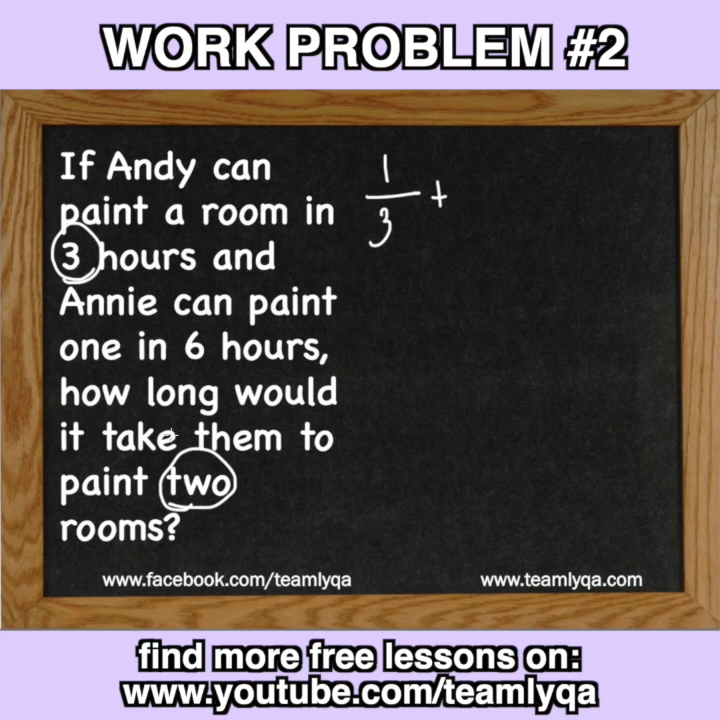 WORK PROBLEM #2
If Andy can
paint a room in
3 hours and
Annie can paint
one in 6 hours,
how long would
it take them to
paint two
rooms?
1
3
+
www.facebook.com/teamlyqa
www.teamlyqa.com
find more free lessons on:
www.youtube.com/teamlyqa